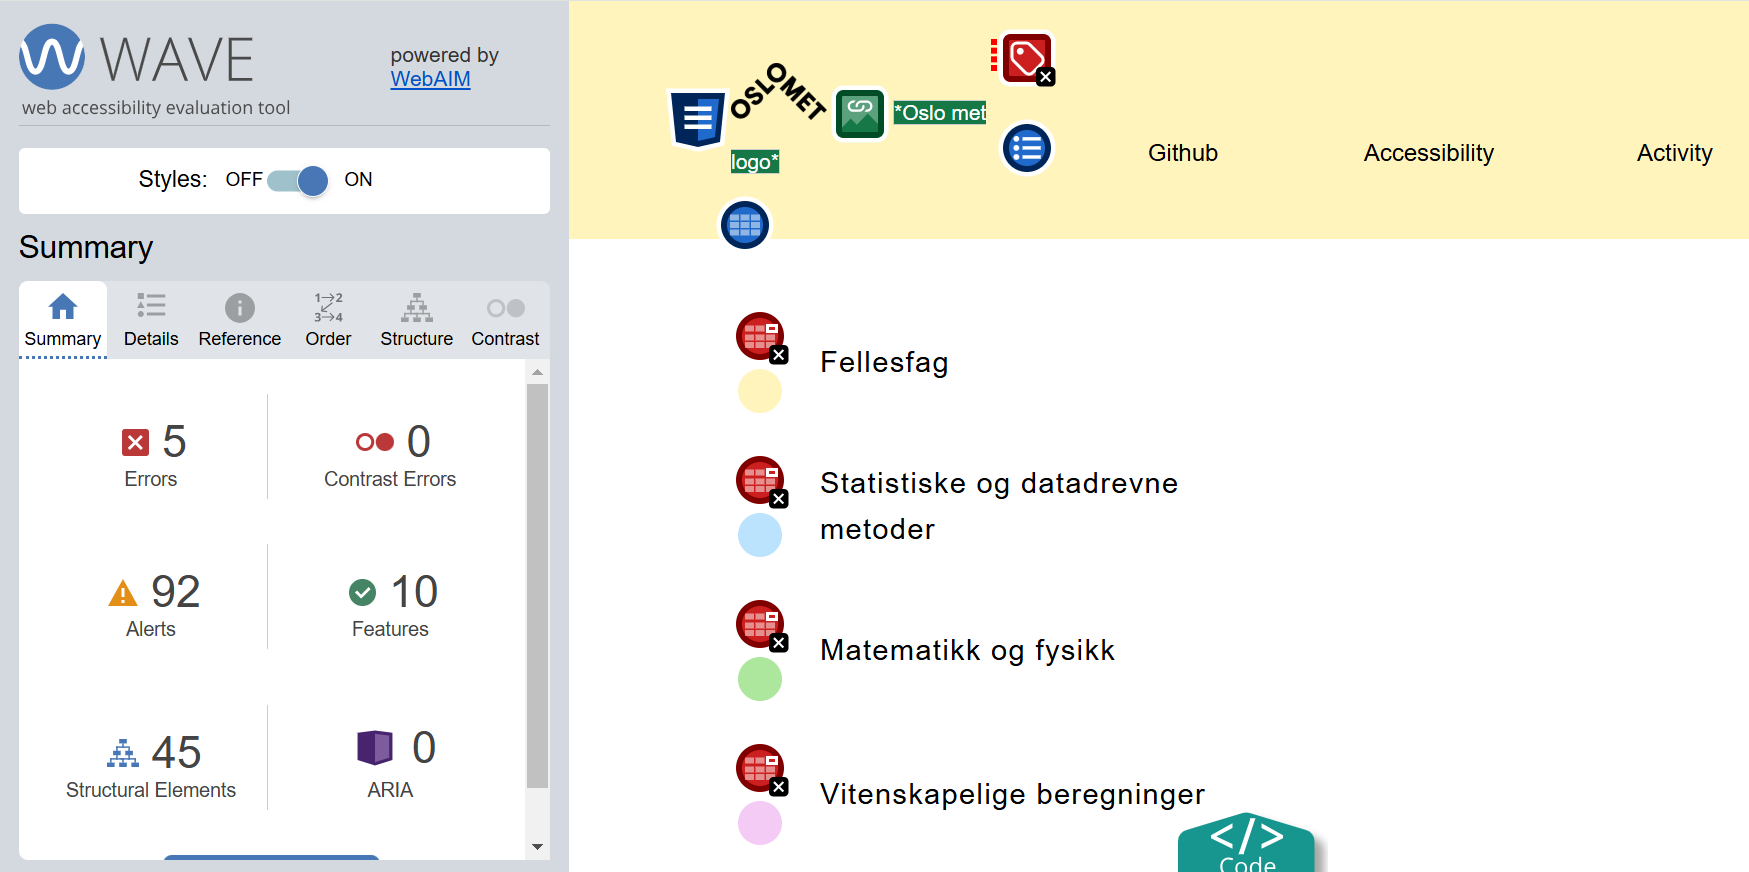 WAVE
web accessibility evaluation tool
powered by
WebAIM
Styles: OFF ON
Summary
Summary Details Reference Order Structure Contrast
5
Errors
0
Contrast Errors
92
Alerts
10
Features
45
Structural Elements
0
ARIA
OSLOMET
*Oslo met
logo*
Github Accessibility Activity
Fellesfag
Statistiske og datadrevne
metoder
Matematikk og fysikk
Vitenskapelige beregninger
</>
Code